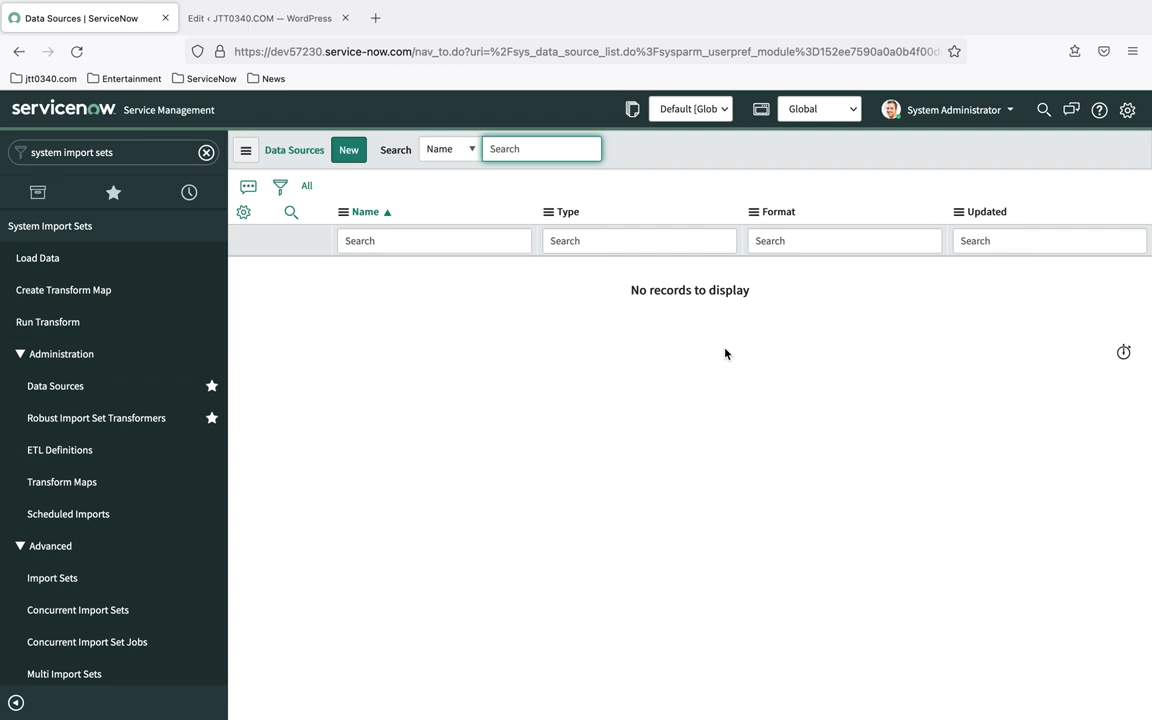 Data Sources | ServiceNow
Edit ‹ JTT0340.COM — WordPress
https://dev57230.service-now.com/nav_to.do?uri=%2Fsys_data_source_list.do%3Fsysparm_userpref_module%3D152ee7590a0a0b4f00d
jtt0340.com Entertainment ServiceNow News
servicenow Service Management
Default [Glob
Global
System Administrator
system import sets
Data Sources New Search Name Search
All
Name Type Format Updated
Search Search Search Search
No records to display
System Import Sets
Load Data
Create Transform Map
Run Transform
Administration
Data Sources
Robust Import Set Transformers
ETL Definitions
Transform Maps
Scheduled Imports
Advanced
Import Sets
Concurrent Import Sets
Concurrent Import Set Jobs
Multi Import Sets